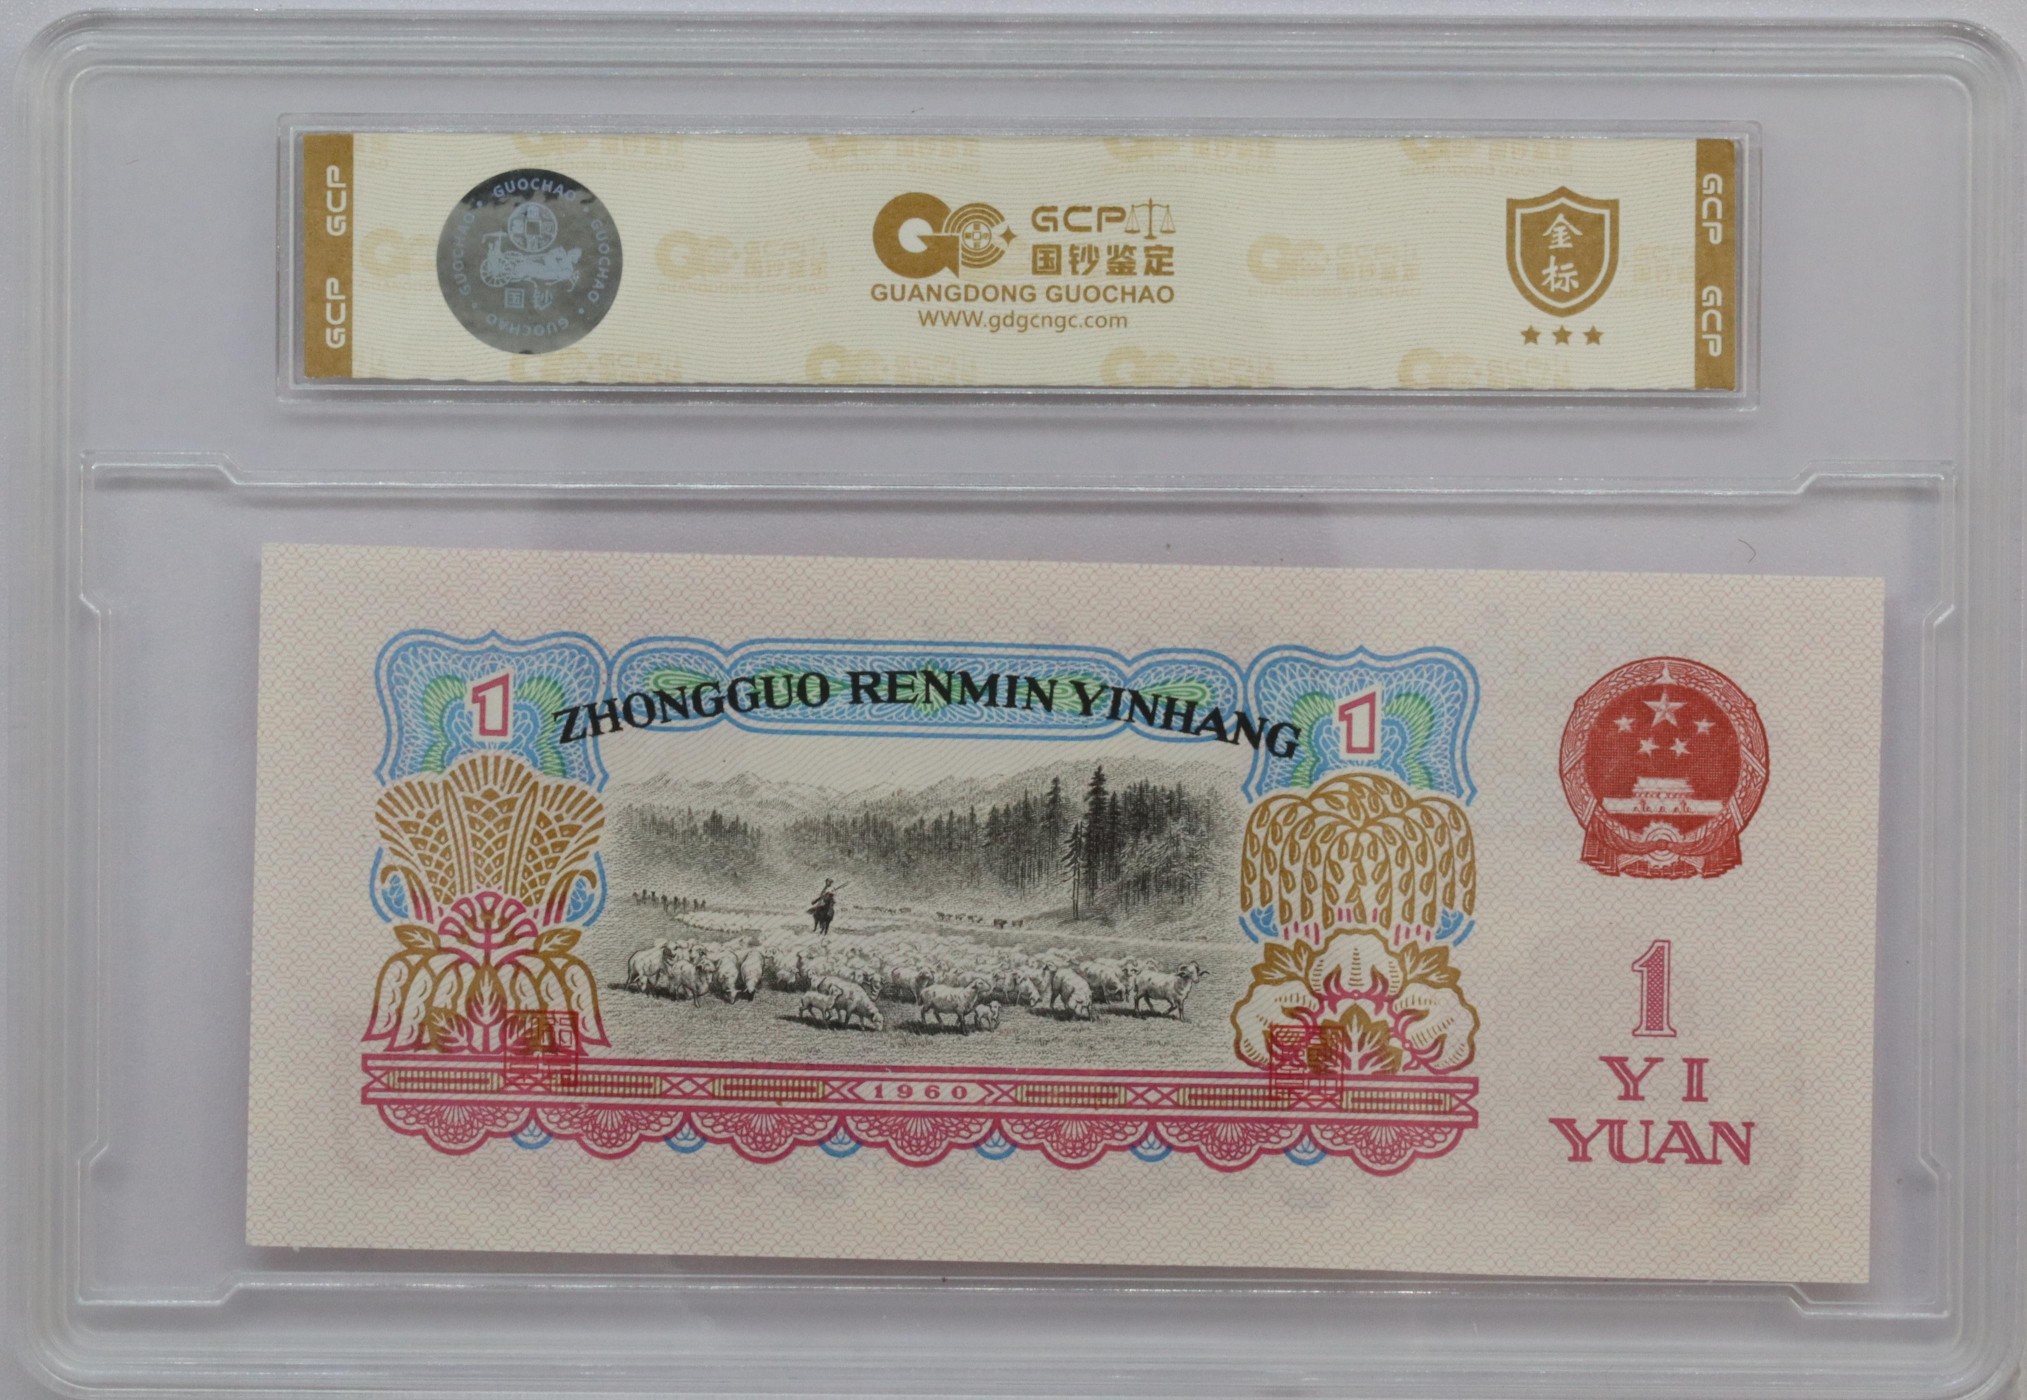 GCP
GCP
GUOCHAO • GUOCHAO • GUOCHAO • GUOCHAO
国 钞
GCP
国钞鉴定
GUANGDONG GUOCHAO
WWW.gdgcngc.com
金
标
GCP
GCP
1
ZHONGGUO RENMIN YINHANG
1
1960
1
YI
YUAN